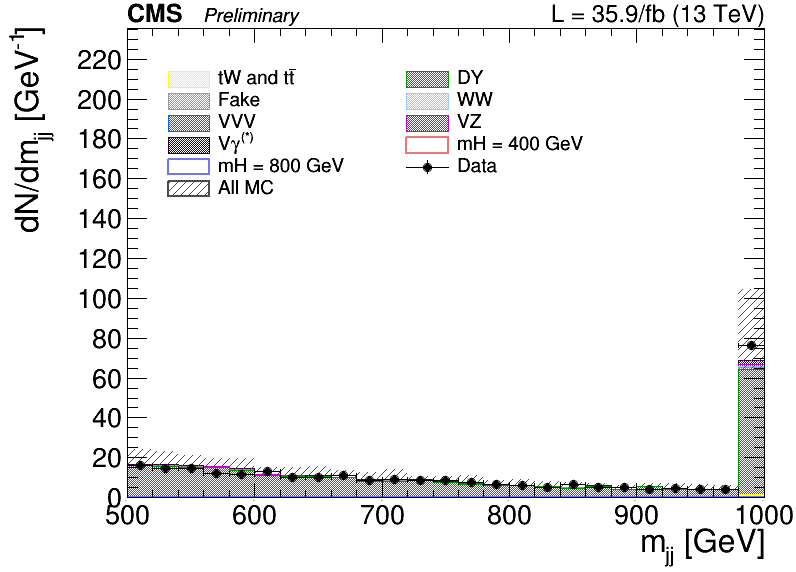 CMS Preliminary L = 35.9/fb (13 TeV)
dN/dm_jj [GeV⁻¹]
220
200
180
160
140
120
100
80
60
40
20
0
tW and tt̄ DY
Fake WW
VVV VZ
Vγ⁽*⁾ mH = 400 GeV
mH = 800 GeV Data
All MC
500 600 700 800 900 1000
m_jj [GeV]